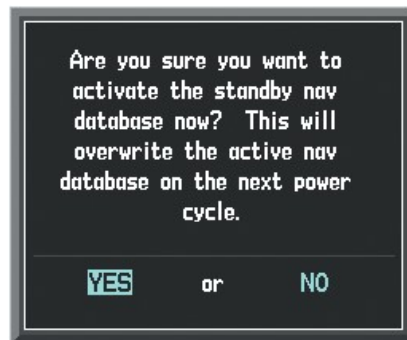 Are you sure you want to
activate the standby nav
database now? This will
overwrite the active nav
database on the next power
cycle.
YES or NO